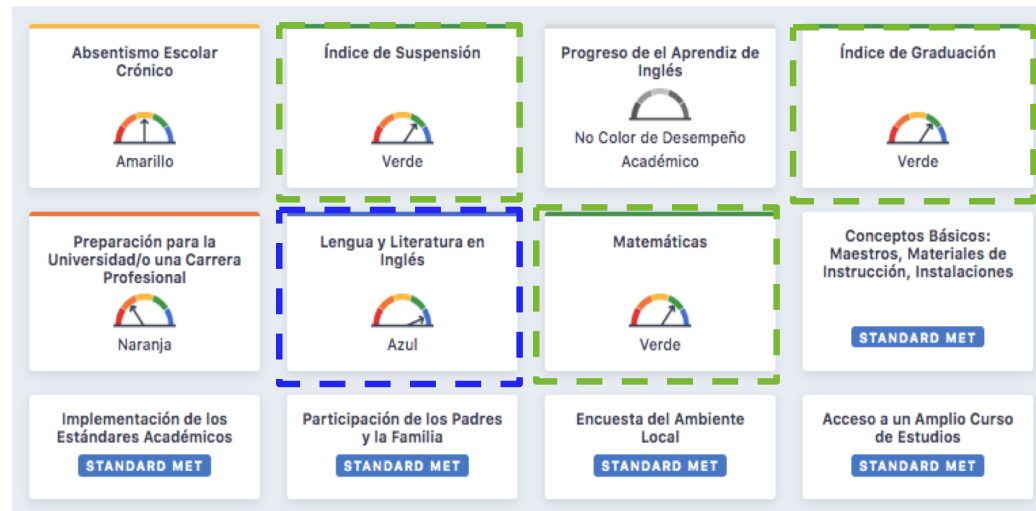 Absentismo Escolar
Crónico
Amarillo
Índice de Suspensión
Verde
Progreso de el Aprendiz de
Inglés
No Color de Desempeño
Académico
Índice de Graduación
Verde
Preparación para la
Universidad/o una Carrera
Profesional
Naranja
Lengua y Literatura en
Inglés
Azul
Matemáticas
Verde
Conceptos Básicos:
Maestros, Materiales de
Instrucción, Instalaciones
STANDARD MET
Implementación de los
Estándares Académicos
STANDARD MET
Participación de los Padres
y la Familia
STANDARD MET
Encuesta del Ambiente
Local
STANDARD MET
Acceso a un Amplio Curso
de Estudios
STANDARD MET